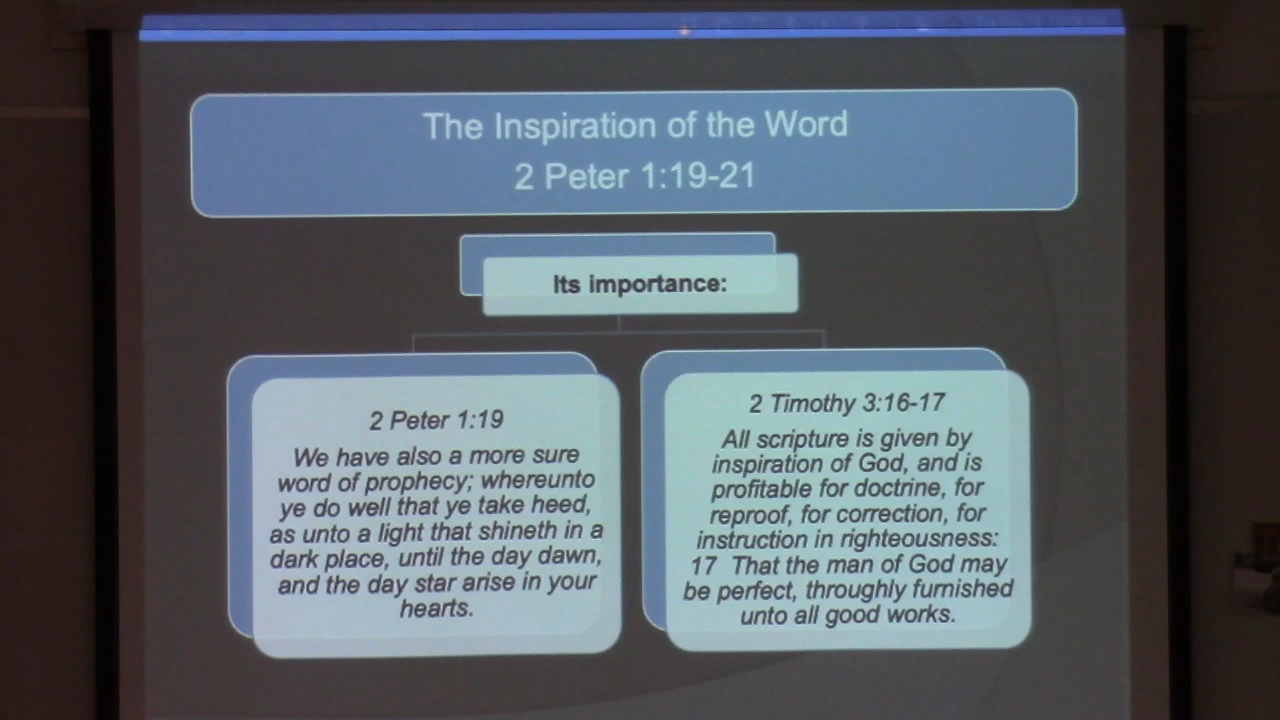 The Inspiration of the Word
2 Peter 1:19-21
Its importance:
2 Peter 1:19
We have also a more sure
word of prophecy; whereunto
ye do well that ye take heed,
as unto a light that shineth in a
dark place, until the day dawn,
and the day star arise in your
hearts.
2 Timothy 3:16-17
All scripture is given by
inspiration of God, and is
profitable for doctrine, for
reproof, for correction, for
instruction in righteousness:
17 That the man of God may
be perfect, throughly furnished
unto all good works.